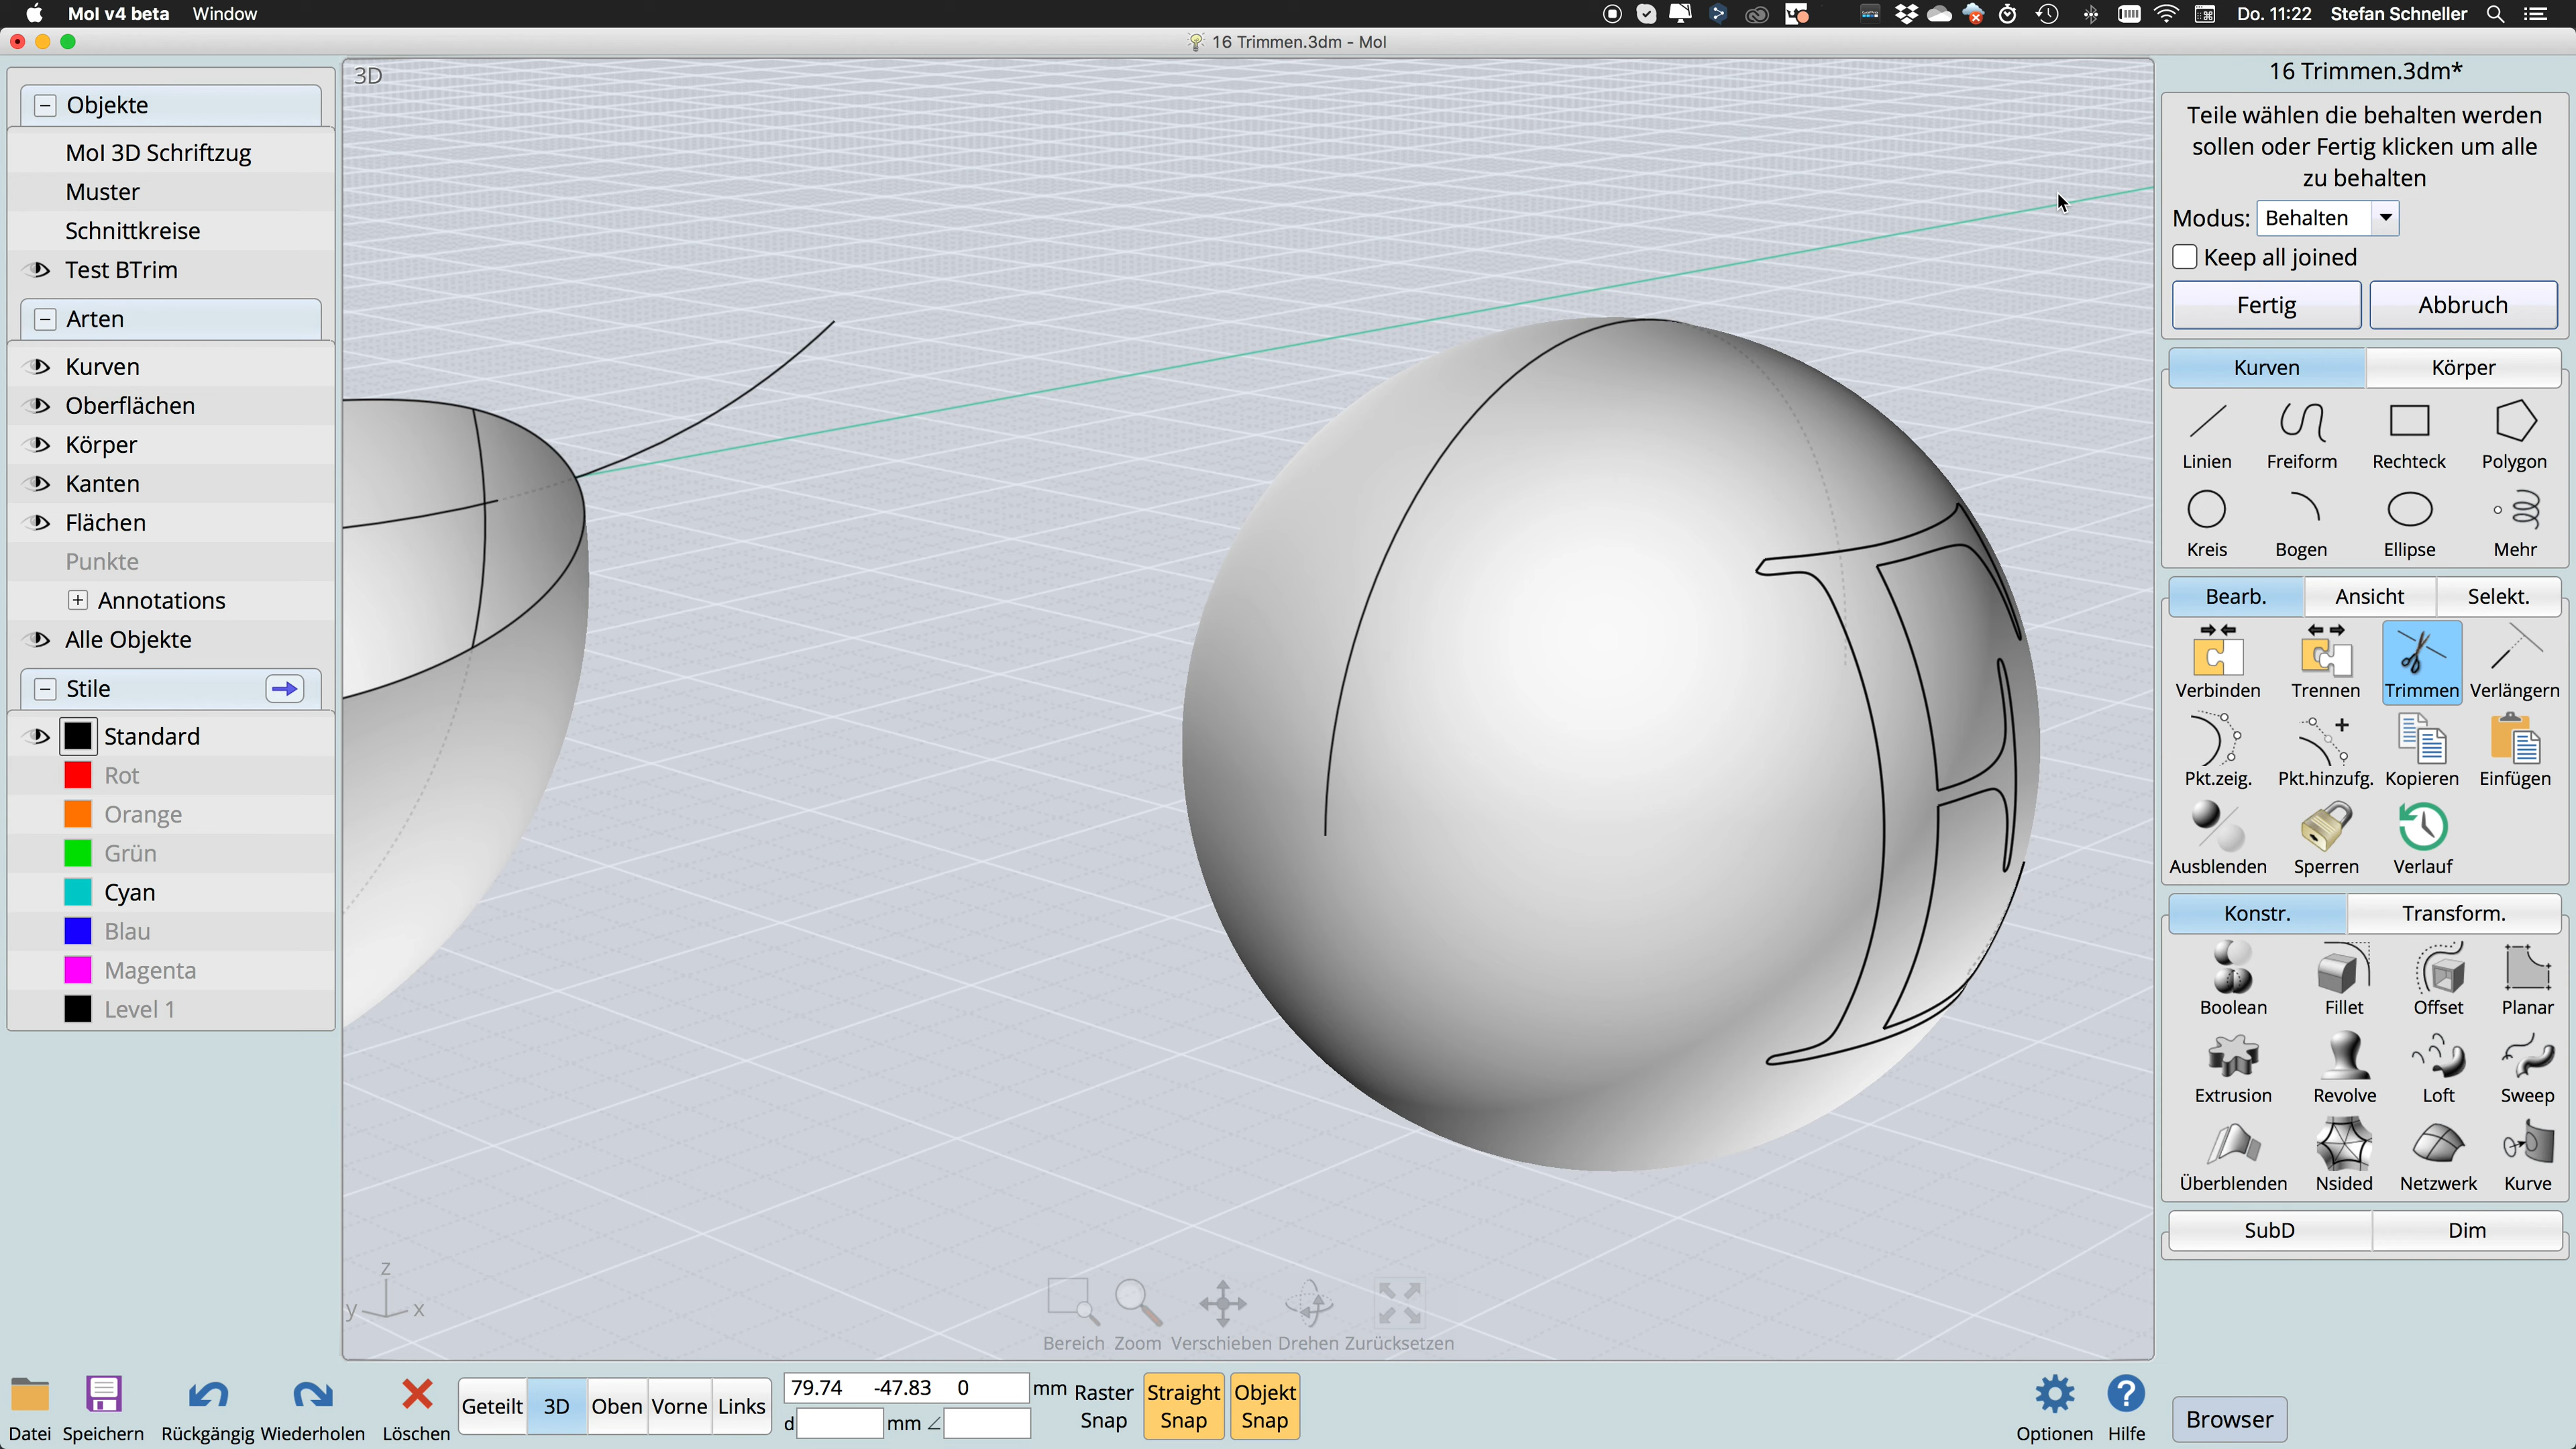 MoI v4 beta Window Do. 11:22 Stefan Schneller
16 Trimmen.3dm - MoI
Objekte
MoI 3D Schriftzug
Muster
Schnittkreise
Test BTrim
Arten
Kurven
Oberflächen
Körper
Kanten
Flächen
Punkte
Annotations
Alle Objekte
Stile
Standard
Rot
Orange
Grün
Cyan
Blau
Magenta
Level 1
3D
z
y x
Bereich Zoom Verschieben Drehen Zurücksetzen
16 Trimmen.3dm*
Teile wählen die behalten werden
sollen oder Fertig klicken um alle
zu behalten
Modus: Behalten
Keep all joined
Fertig Abbruch
Kurven Körper
Linien Freiform Rechteck Polygon
Kreis Bogen Ellipse Mehr
Bearb. Ansicht Selekt.
Verbinden Trennen Trimmen Verlängern
Pkt.zeig. Pkt.hinzufg. Kopieren Einfügen
Ausblenden Sperren Verlauf
Konstr. Transform.
Boolean Fillet Offset Planar
Extrusion Revolve Loft Sweep
Überblenden Nsided Netzwerk Kurve
SubD Dim
Datei Speichern Rückgängig Wiederholen Löschen
Geteilt 3D Oben Vorne Links
79.74 -47.83 0 mm
d mm ∠
Raster
Snap
Straight
Snap
Objekt
Snap
Optionen Hilfe
Browser